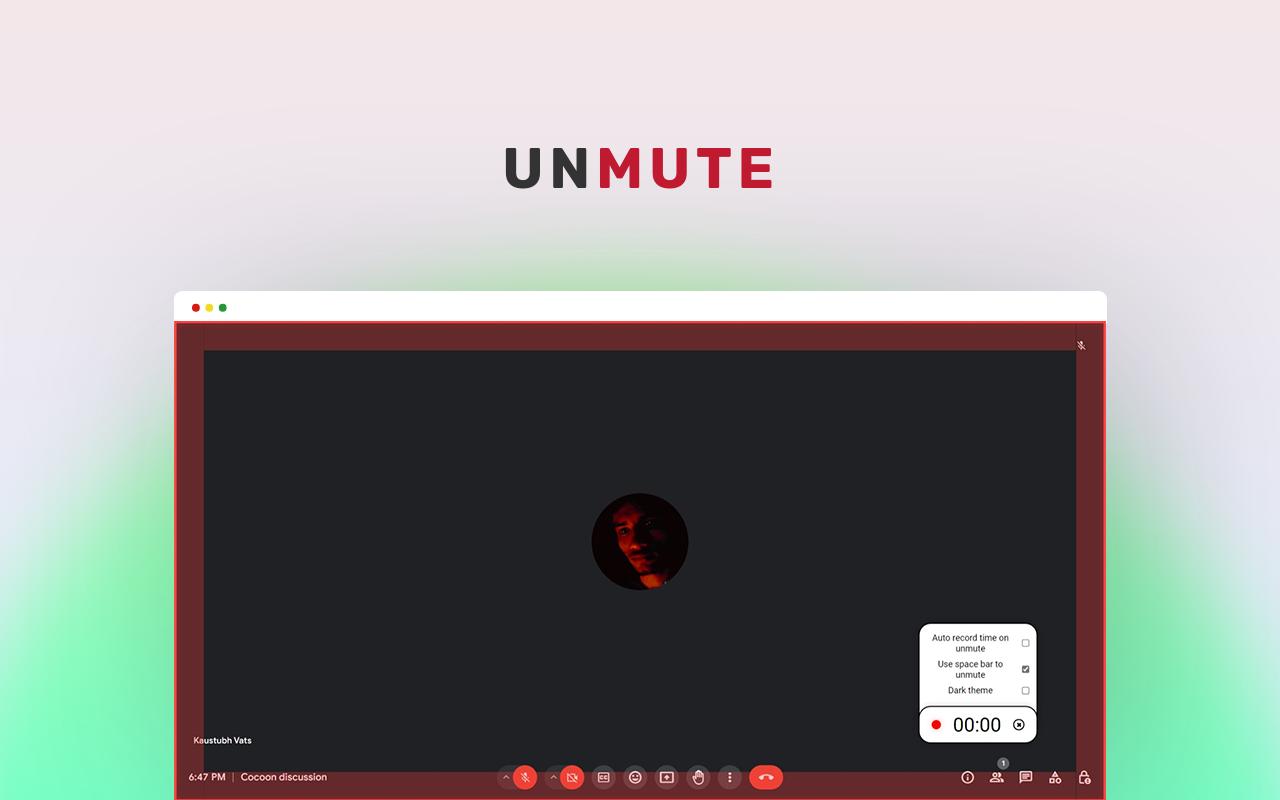 UNMUTE
Auto record time on
unmute
Use space bar to
unmute
Dark theme
00:00
Kaustubh Vats
6:47 PM | Cocoon discussion
CC
1